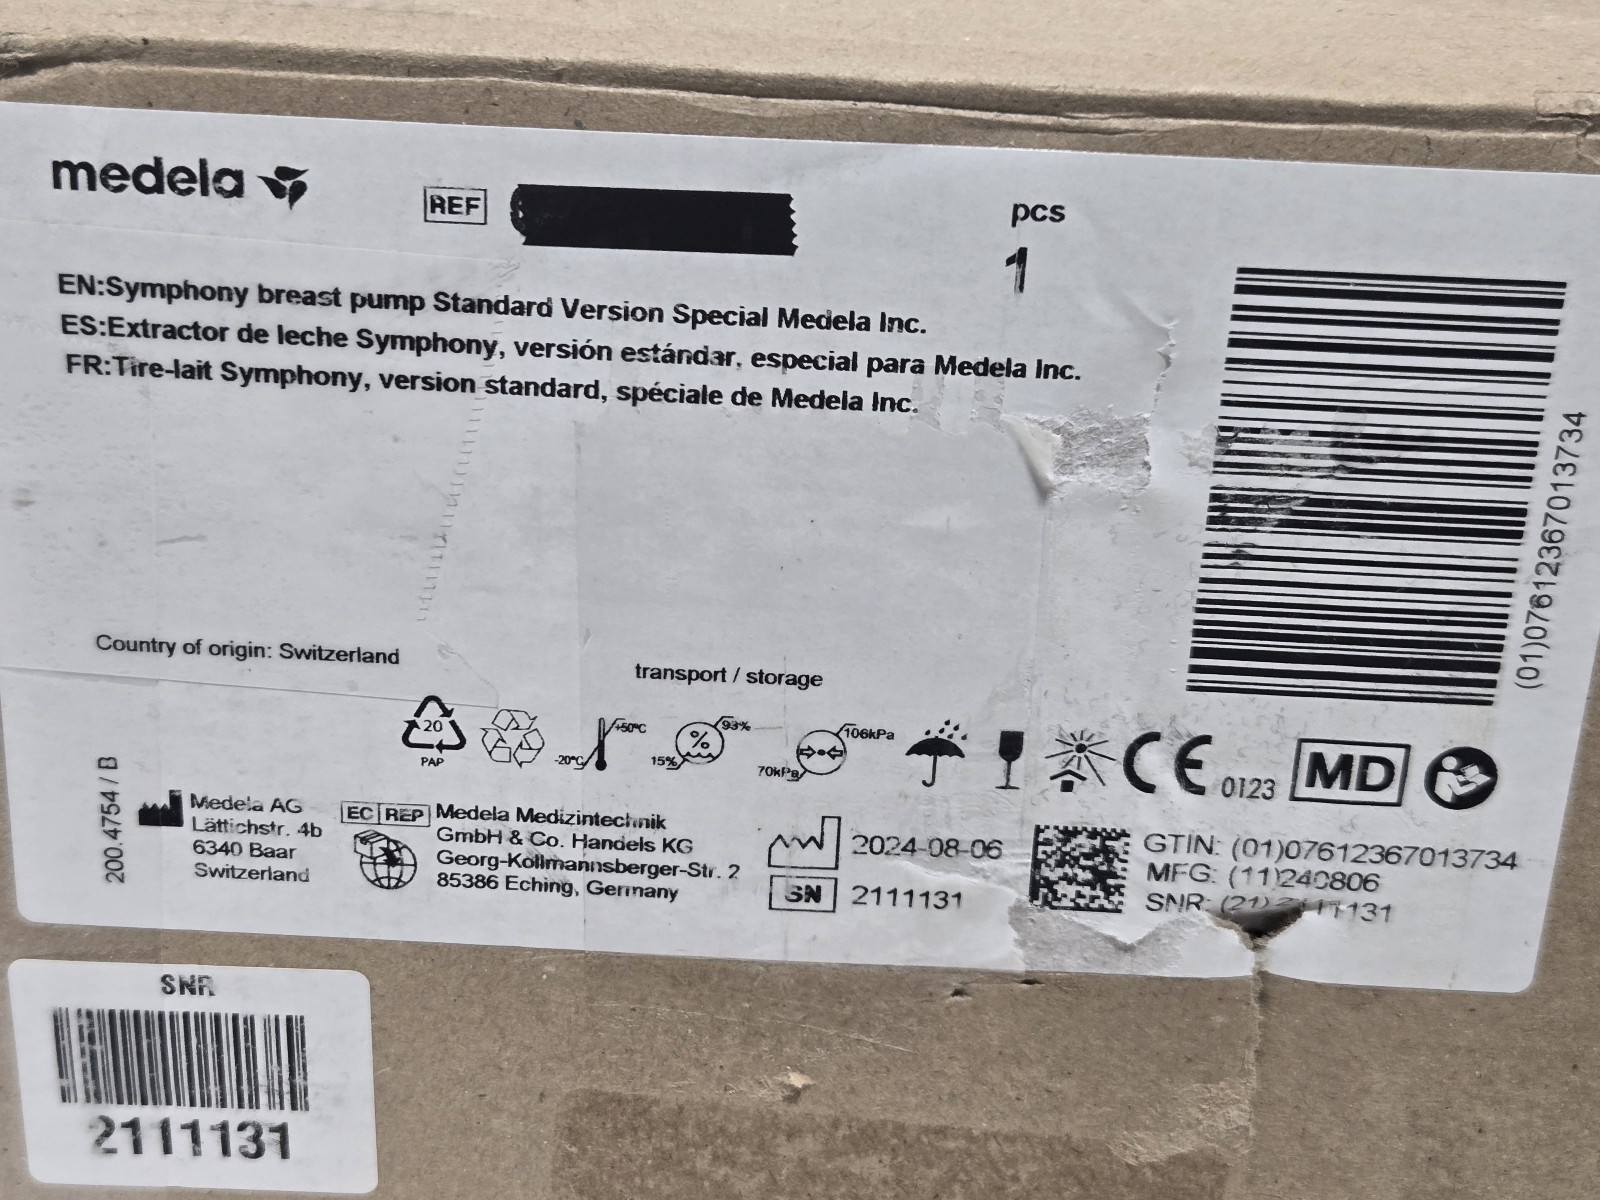 medela
REF
pcs
1
EN:Symphony breast pump Standard Version Special Medela Inc.
ES:Extractor de leche Symphony, versión estándar, especial para Medela Inc.
FR:Tire-lait Symphony, version standard, spéciale de Medela Inc.
(01)07612367013734
Country of origin: Switzerland
transport / storage
20
PAP
-20°C
+50°C
15%
%
93%
70kPa
106kPa
CE 0123
MD
200.4754 / B
Medela AG
Lättichstr. 4b
6340 Baar
Switzerland
EC REP
Medela Medizintechnik
GmbH & Co. Handels KG
Georg-Kollmannsberger-Str. 2
85386 Eching, Germany
2024-08-06
SN 2111131
GTIN: (01)07612367013734
MFG: (11)240806
SNR: (21)2111131
SNR
2111131